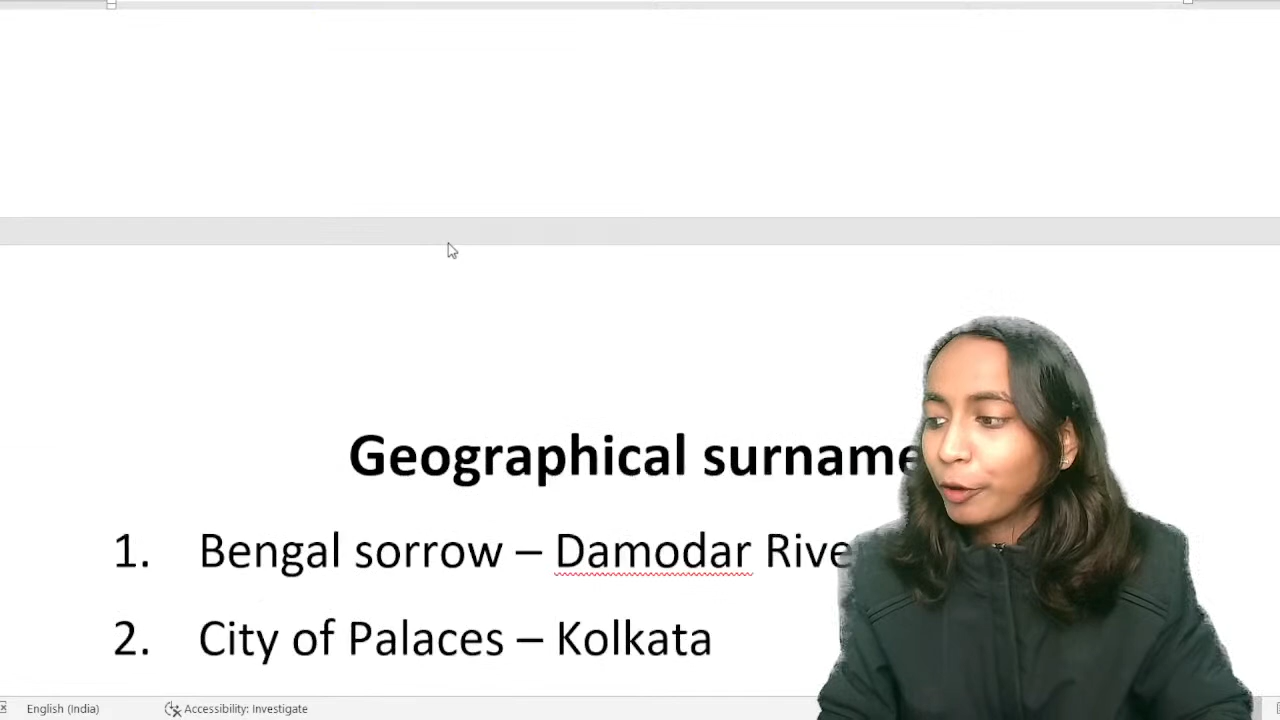 Geographical surname
1. Bengal sorrow – Damodar Rive
2. City of Palaces – Kolkata
English (India) Accessibility: Investigate